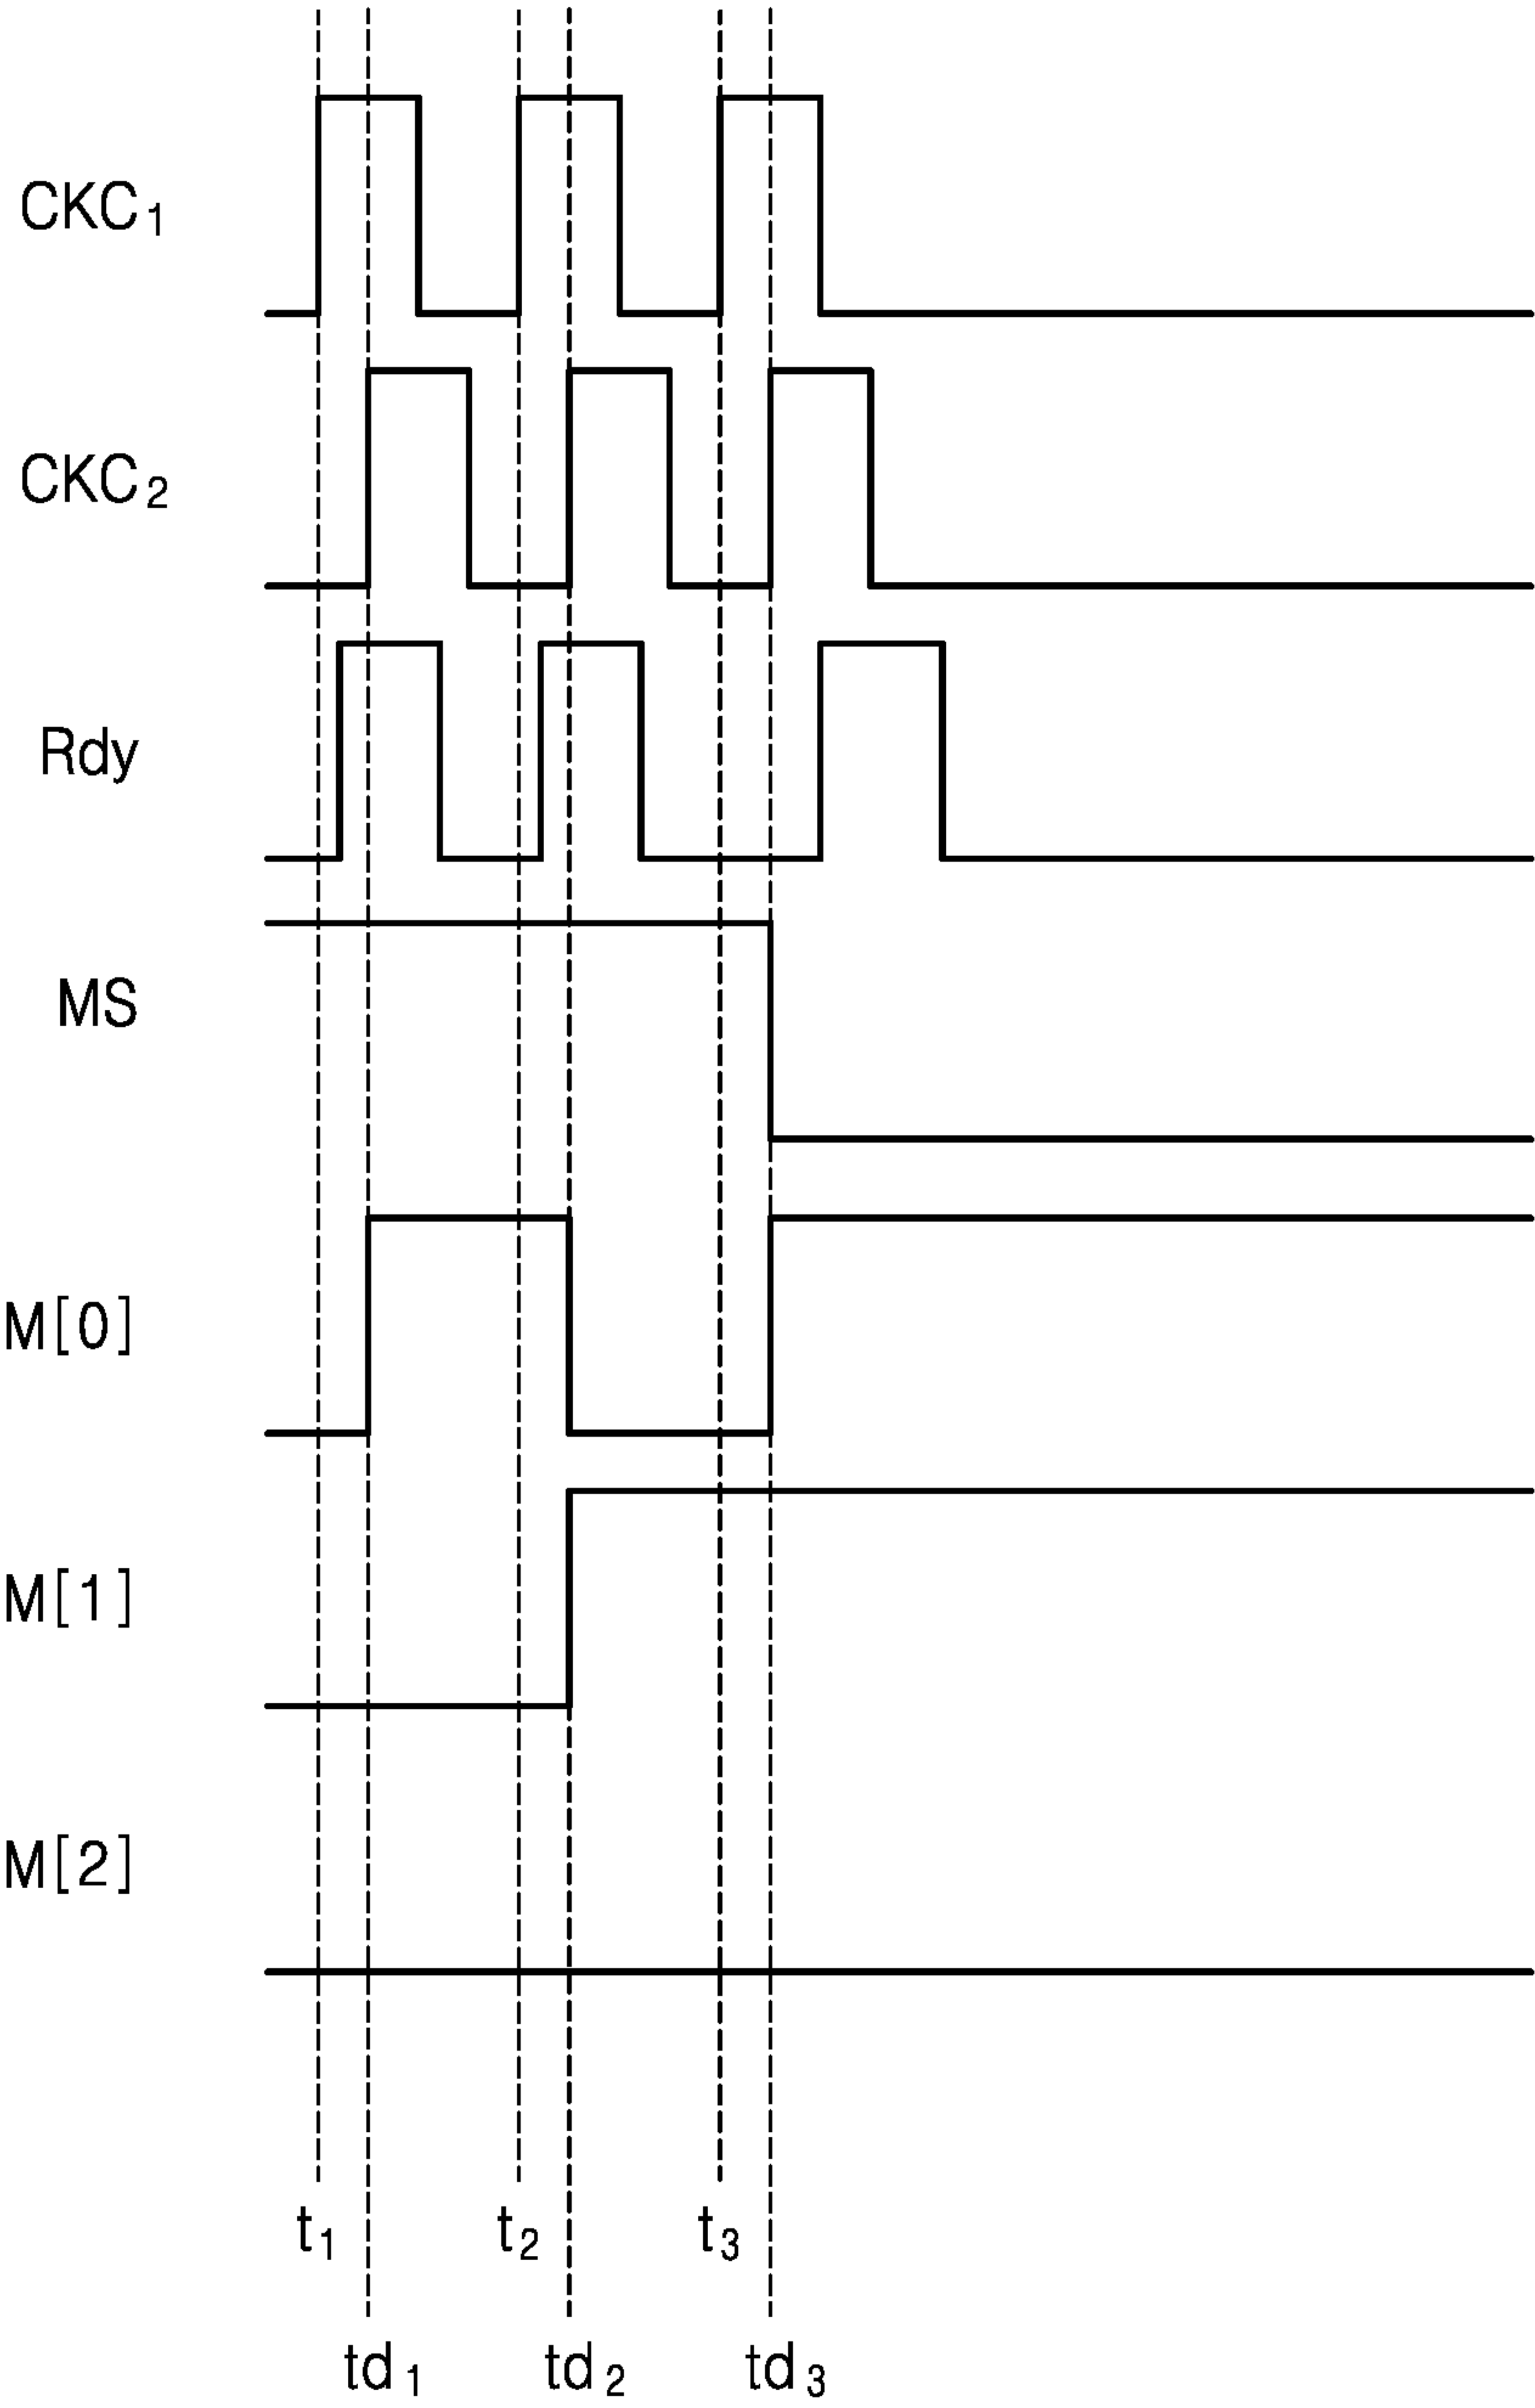 CKC₁
CKC₂
Rdy
MS
M[0]
M[1]
M[2]
t₁ t₂ t₃
td₁ td₂ td₃